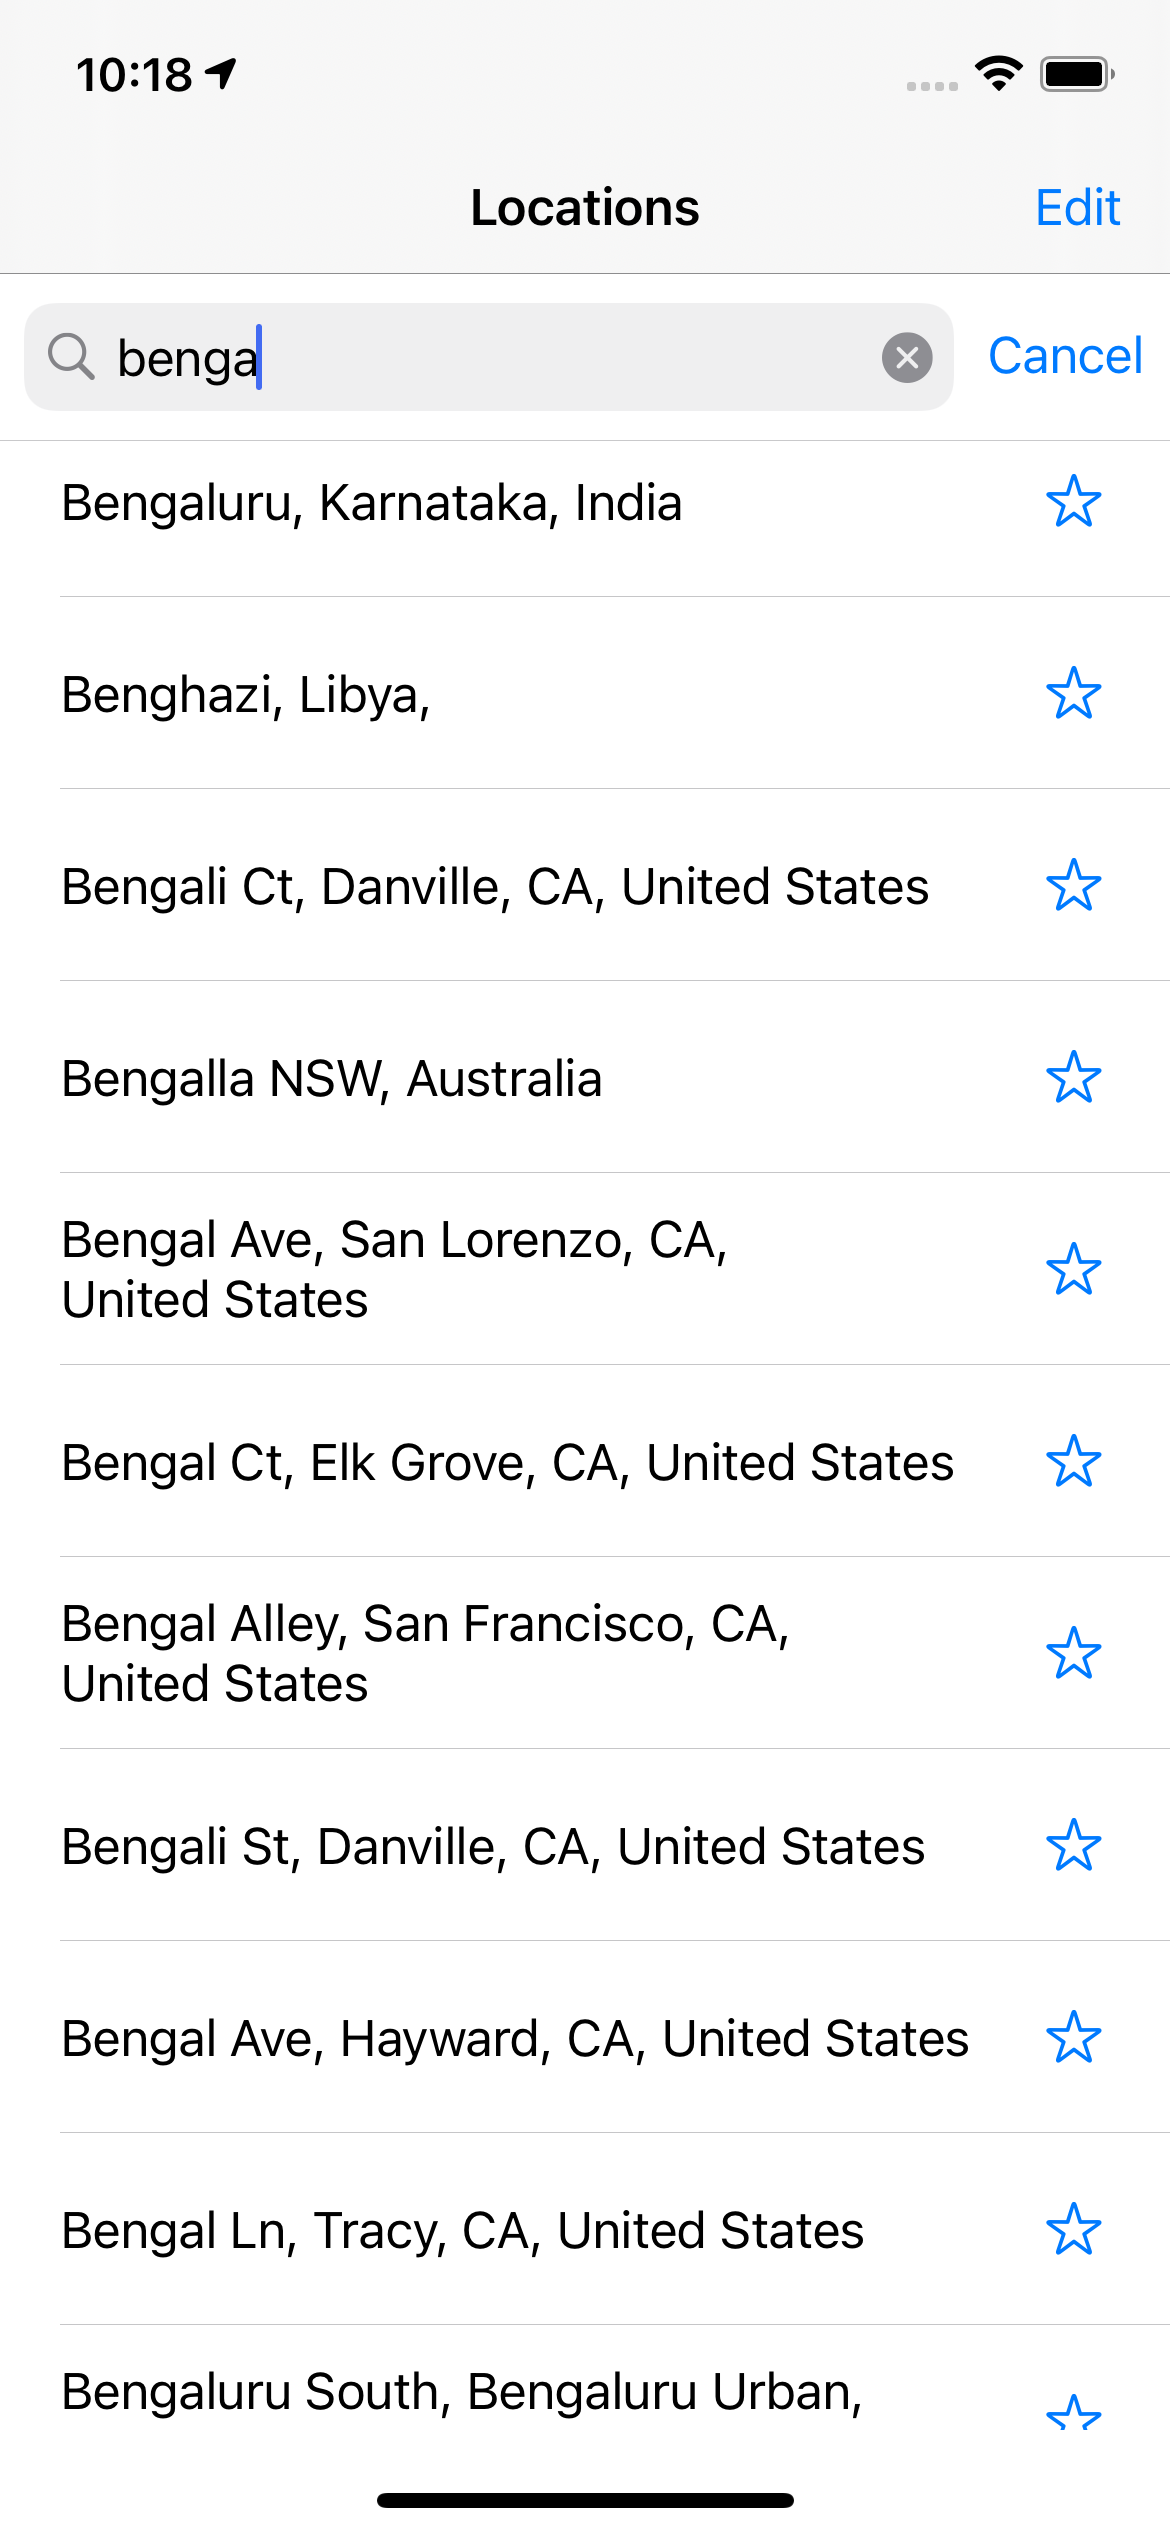 10:18
Locations
Edit
benga
Cancel
Bengaluru, Karnataka, India
Benghazi, Libya,
Bengali Ct, Danville, CA, United States
Bengalla NSW, Australia
Bengal Ave, San Lorenzo, CA,
United States
Bengal Ct, Elk Grove, CA, United States
Bengal Alley, San Francisco, CA,
United States
Bengali St, Danville, CA, United States
Bengal Ave, Hayward, CA, United States
Bengal Ln, Tracy, CA, United States
Bengaluru South, Bengaluru Urban,